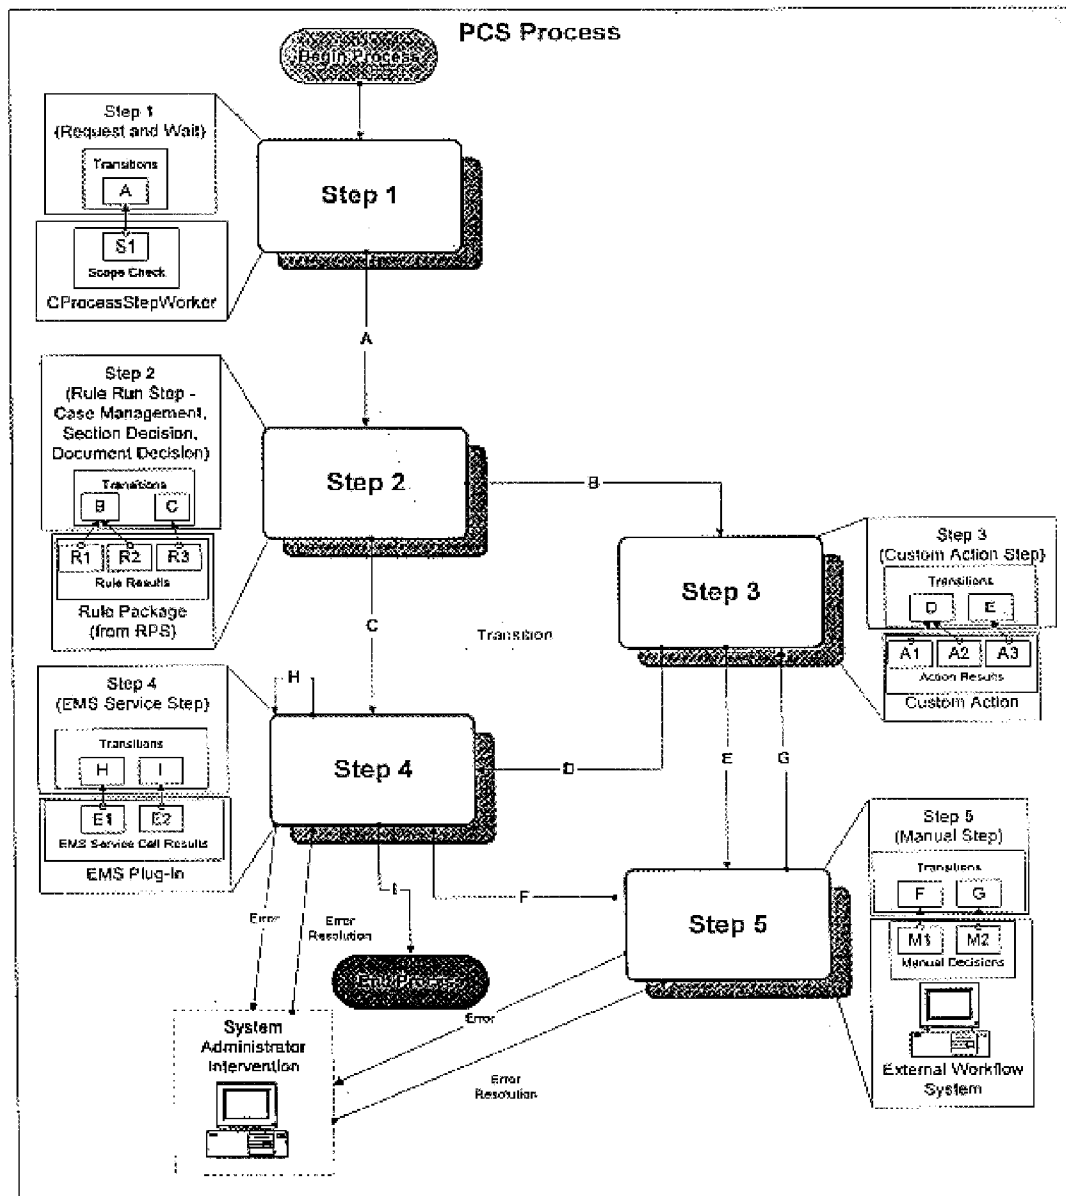 PCS Process
Begin Process
Step 1
(Request and Wait)
Transitions
A
S1
Scope Check
CProcessStepWorker
Step 1
A
Step 2
(Rule Run Stop -
Case Management,
Section Decision,
Document Decision)
Transitions
B C
R1 R2 R3
Rule Results
Rule Package
(from RPS)
Step 2
B
C
Transition
Step 3
Step 3
(Custom Action Step)
Transitions
D E
A1 A2 A3
Action Results
Custom Action
Step 4
(EMS Service Step)
Transitions
H I
E1 E2
EMS Service Call Results
EMS Plug-In
H
Step 4
D
E
G
I
F
Error
Error
Resolution
End Process
Step 5
Step 5
(Manual Step)
Transitions
F G
M1 M2
Manual Decisions
External Workflow
System
System
Administrator
Intervention
Error
Error
Resolution